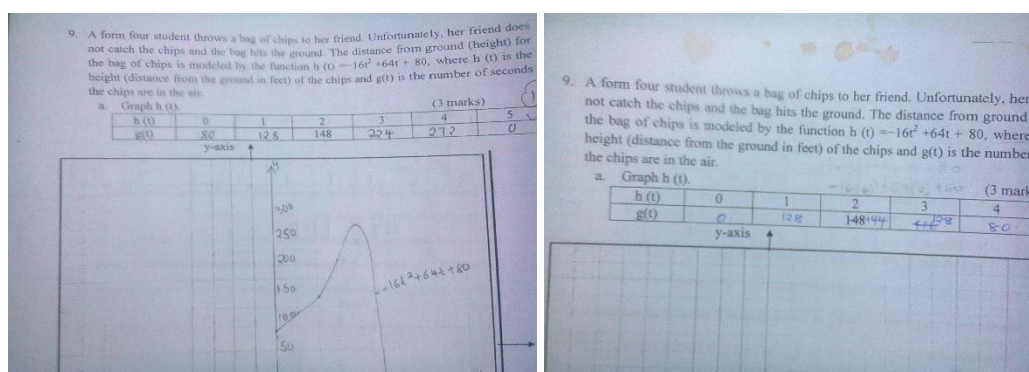 9. A form four student throws a bag of chips to her friend. Unfortunately, her friend does
not catch the chips and the bag hits the ground. The distance from ground (height) for
the bag of chips is modeled by the function h (t) =-16t² +64t + 80, where h (t) is the
height (distance from the ground in feet) of the chips and g(t) is the number of seconds
the chips are in the air.
a. Graph h (t). (3 marks)
h (t) 0 1 2 3 4 5
g(t) 80 128 148 224 272 0
y-axis
y
250
200
150
100
50
-16t²+64t+80
9. A form four student throws a bag of chips to her friend. Unfortunately, her
not catch the chips and the bag hits the ground. The distance from ground
the bag of chips is modeled by the function h (t) =-16t² +64t + 80, where
height (distance from the ground in feet) of the chips and g(t) is the number
the chips are in the air.
a. Graph h (t). (3 mark
h (t) 0 1 2 3 4
g(t) 0 128 148 144 128 80
y-axis